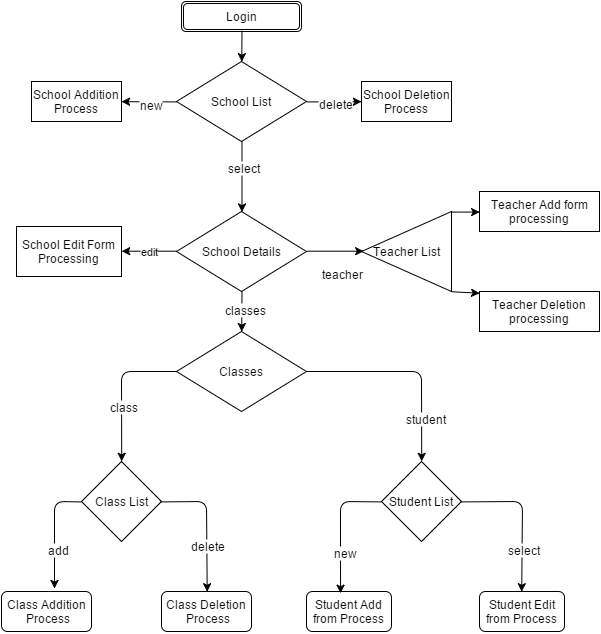 Login
School Addition
Process
new
School List
delete
School Deletion
Process
select
School Edit Form
Processing
edit
School Details
teacher
Teacher List
Teacher Add form
processing
Teacher Deletion
processing
classes
Classes
class
student
Class List
Student List
add
delete
new
select
Class Addition
Process
Class Deletion
Process
Student Add
from Process
Student Edit
from Process